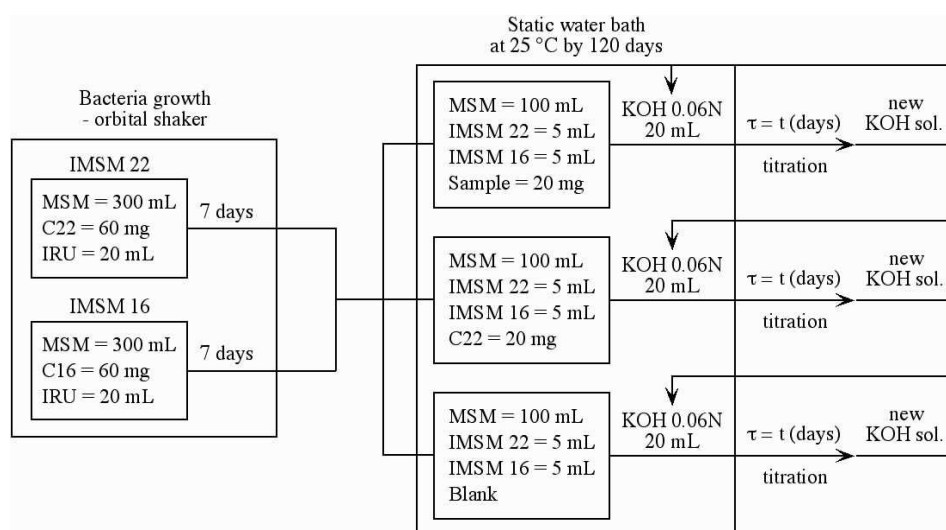 Static water bath
at 25 °C by 120 days
Bacteria growth
- orbital shaker
IMSM 22
MSM = 300 mL
C22 = 60 mg
IRU = 20 mL
7 days
IMSM 16
MSM = 300 mL
C16 = 60 mg
IRU = 20 mL
7 days
MSM = 100 mL
IMSM 22 = 5 mL
IMSM 16 = 5 mL
Sample = 20 mg
KOH 0.06N
20 mL
τ = t (days)
titration
new
KOH sol.
MSM = 100 mL
IMSM 22 = 5 mL
IMSM 16 = 5 mL
C22 = 20 mg
KOH 0.06N
20 mL
τ = t (days)
titration
new
KOH sol.
MSM = 100 mL
IMSM 22 = 5 mL
IMSM 16 = 5 mL
Blank
KOH 0.06N
20 mL
τ = t (days)
titration
new
KOH sol.